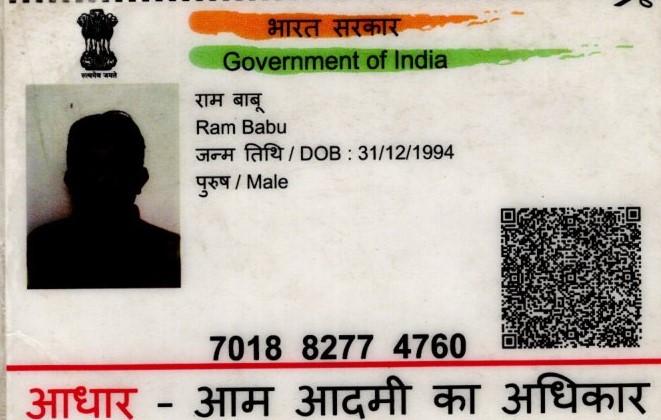 भारत सरकार
Government of India
सत्यमेव जयते
राम बाबू
Ram Babu
जन्म तिथि / DOB : 31/12/1994
पुरुष / Male
7018 8277 4760
आधार - आम आदमी का अधिकार